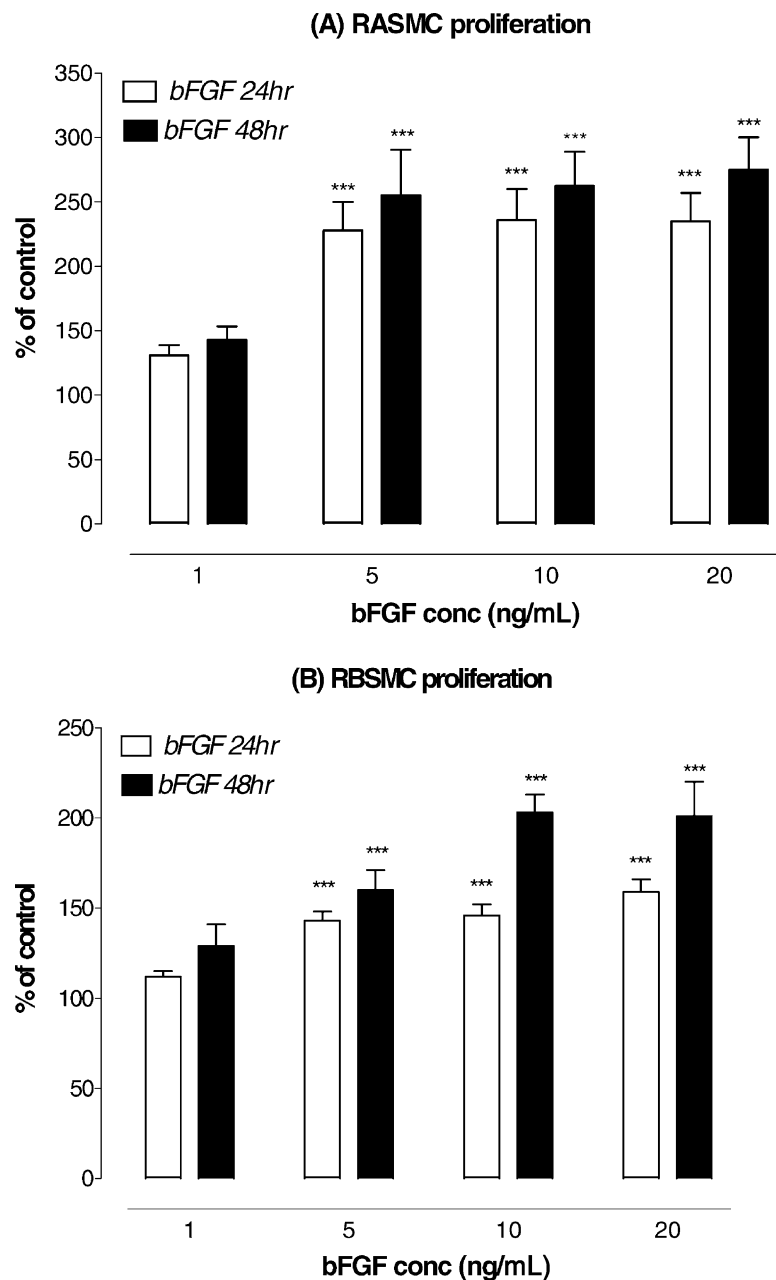 (A) RASMC proliferation
350
bFGF 24hr
300
bFGF 48hr
*** *** *** *** *** ***
250
200
150
100
50
0
% of control
1 5 10 20
bFGF conc (ng/mL)
(B) RBSMC proliferation
250
bFGF 24hr
bFGF 48hr
*** *** *** *** *** ***
200
150
100
50
0
% of control
1 5 10 20
bFGF conc (ng/mL)